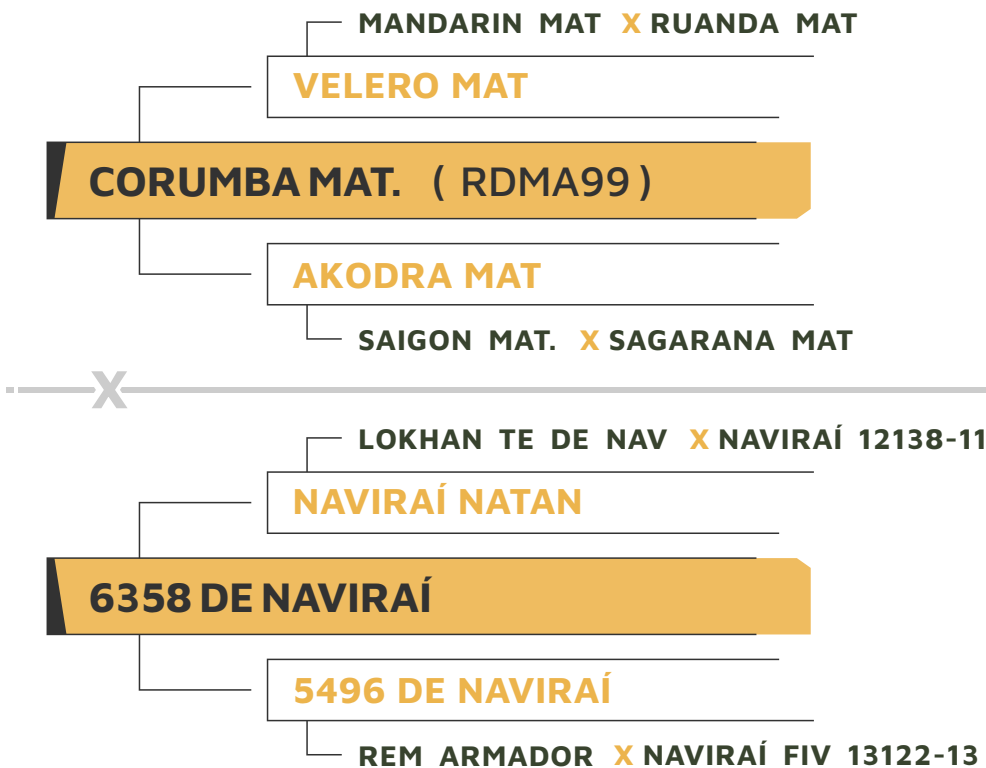 MANDARIN MAT X RUANDA MAT
VELERO MAT
CORUMBA MAT. ( RDMA99 )
AKODRA MAT
SAIGON MAT. X SAGARANA MAT
X
LOKHAN TE DE NAV X NAVIRAÍ 12138-11
NAVIRAÍ NATAN
6358 DE NAVIRAÍ
5496 DE NAVIRAÍ
REM ARMADOR X NAVIRAÍ FIV 13122-13